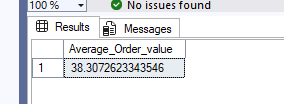 100 %
No issues found
Results
Messages
Average_Order_value
1
38.3072623343546